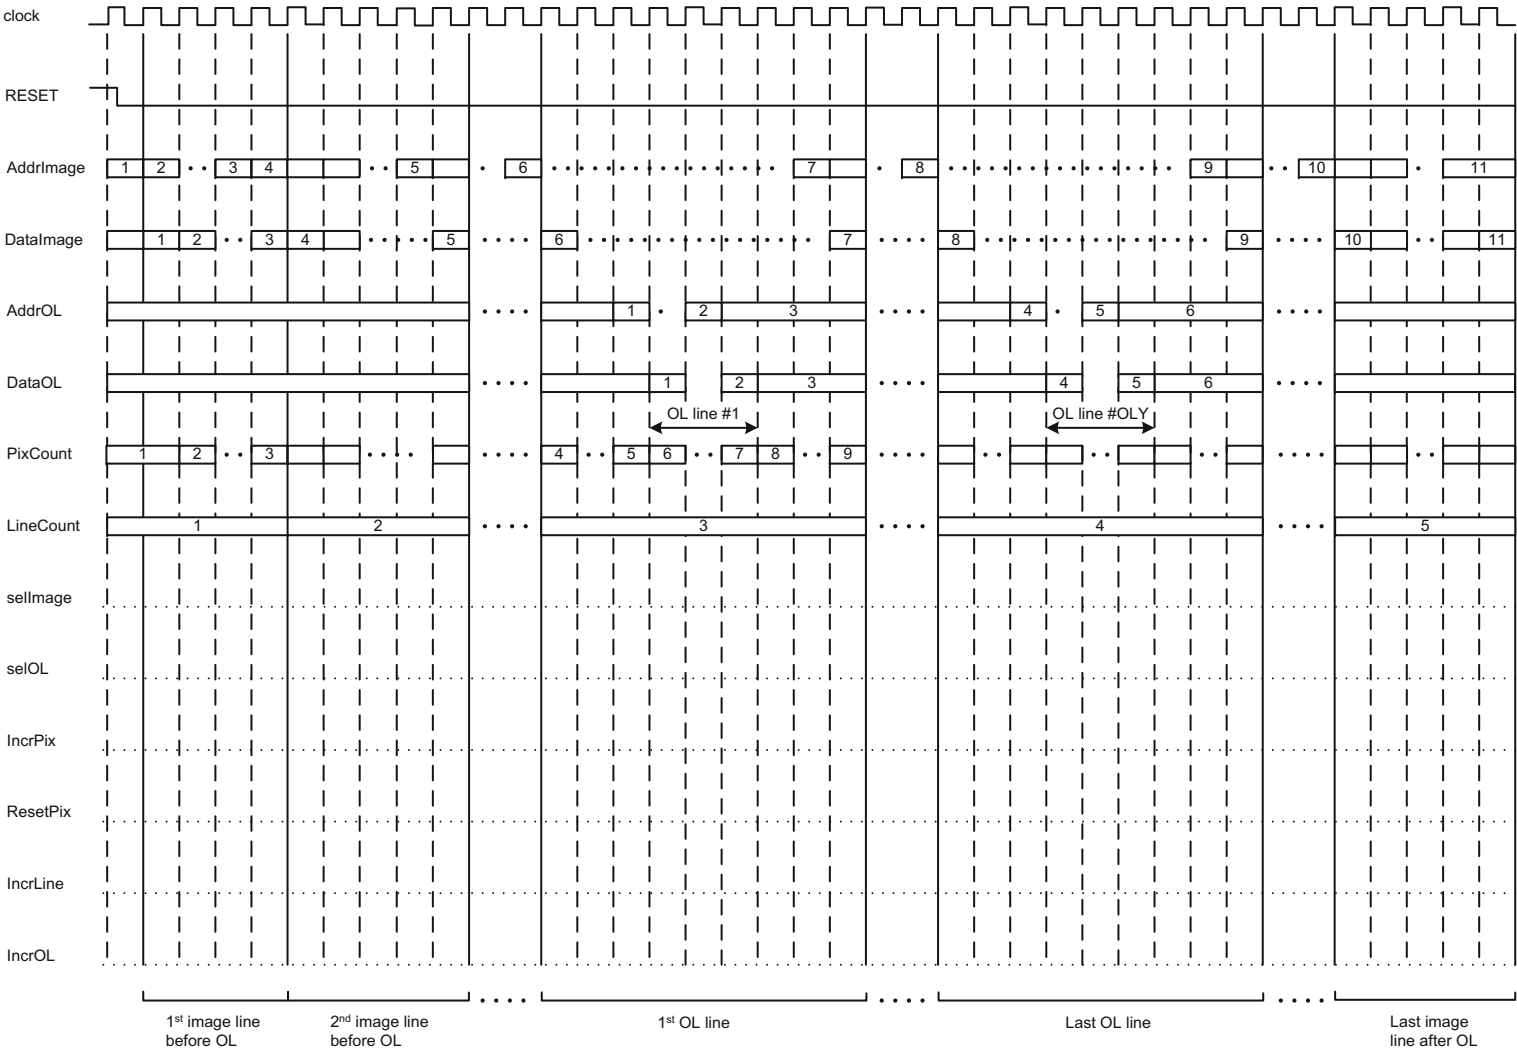 clock
RESET
AddrImage 1 2 3 4 5 6 7 8 9 10 11
DataImage 1 2 3 4 5 6 7 8 9 10 11
AddrOL 1 2 3 4 5 6
DataOL 1 2 3 4 5 6
OL line #1 OL line #OLY
PixCount 1 2 3 4 5 6 7 8 9
LineCount 1 2 3 4 5
selImage
selOL
IncrPix
ResetPix
IncrLine
IncrOL
1st image line before OL
2nd image line before OL
1st OL line
Last OL line
Last image line after OL